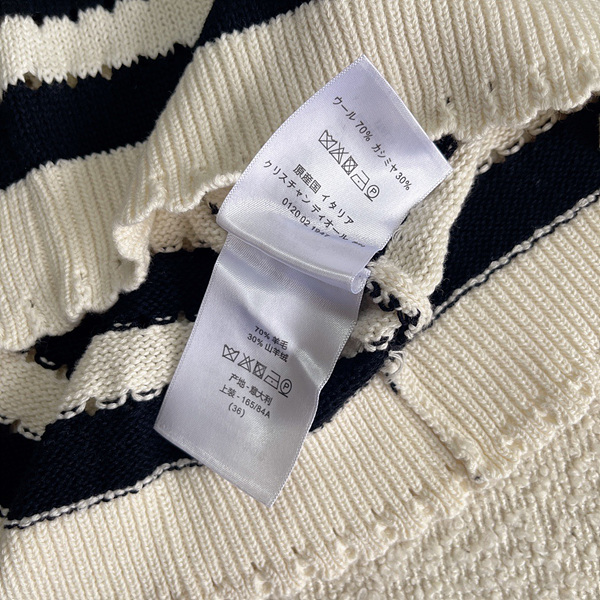 ウール 70% カシミヤ 30%
原産国 イタリア
クリスチャン ディオール
0120 02
70% 羊毛
30% 山羊绒
产地 - 意大利
上装 - 165/84A
(36)